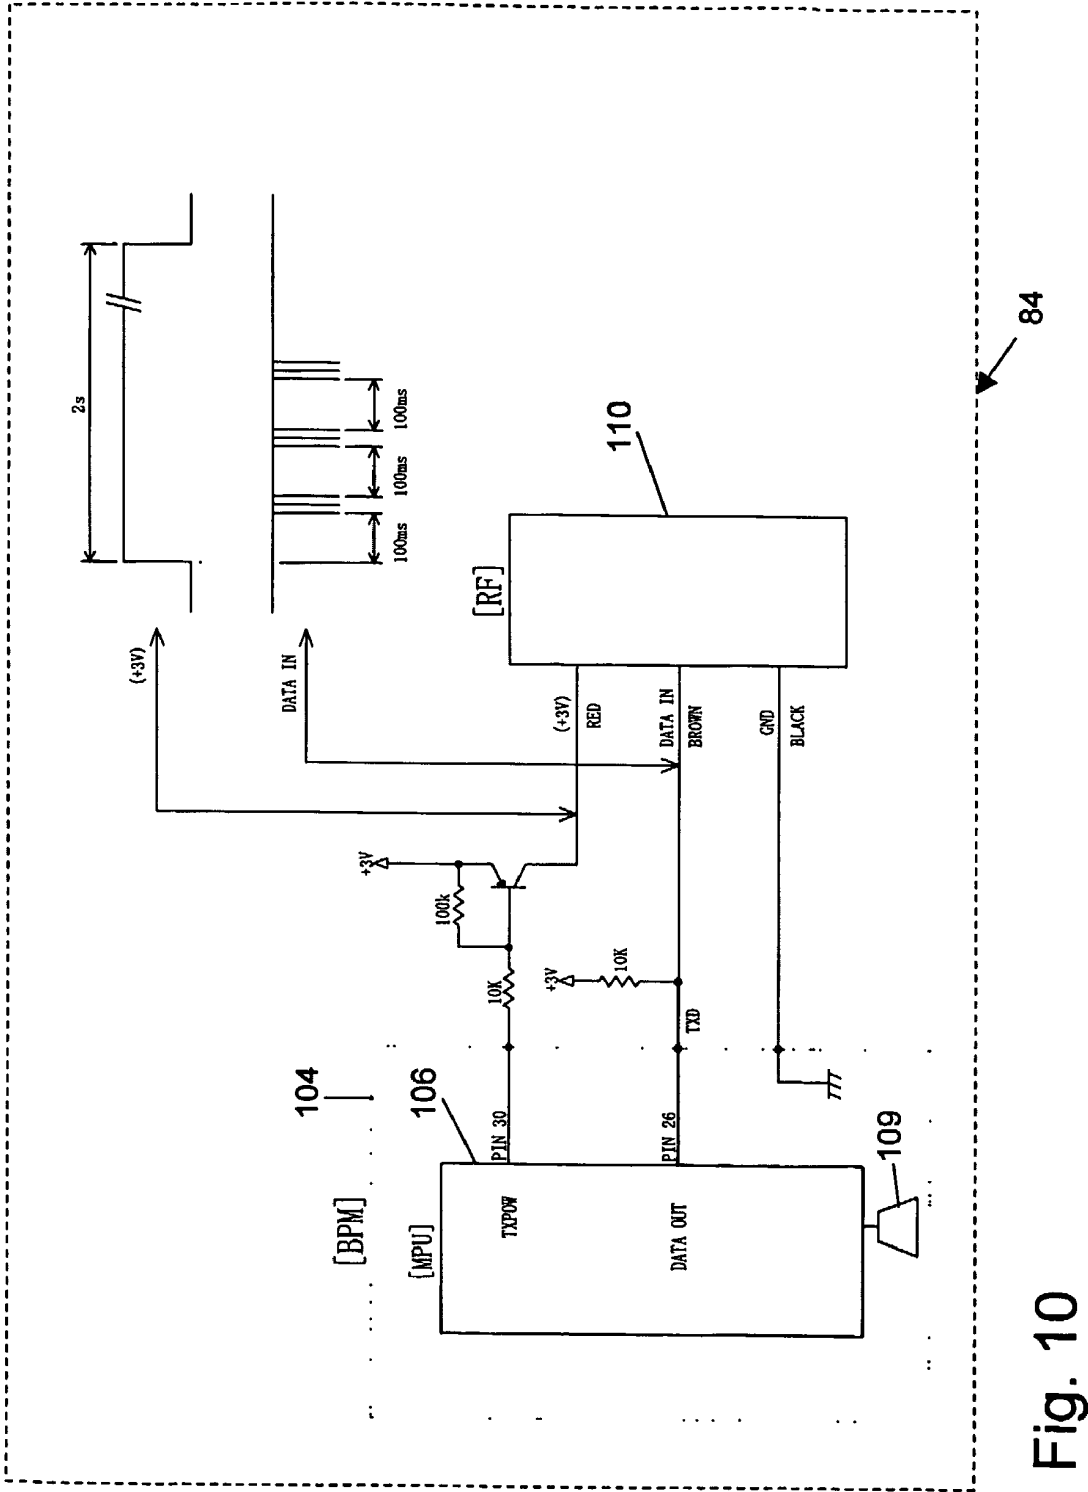 2s
(+3V)
DATA IN
100ms
100ms
100ms
[BPM]
104
[MPU]
106
TXPOW
PIN 30
10K
100k
+3V
(+3V)
RED
[RF]
110
DATA OUT
PIN 26
TXD
+3V
10K
DATA IN
BROWN
GND
BLACK
109
84
Fig. 10